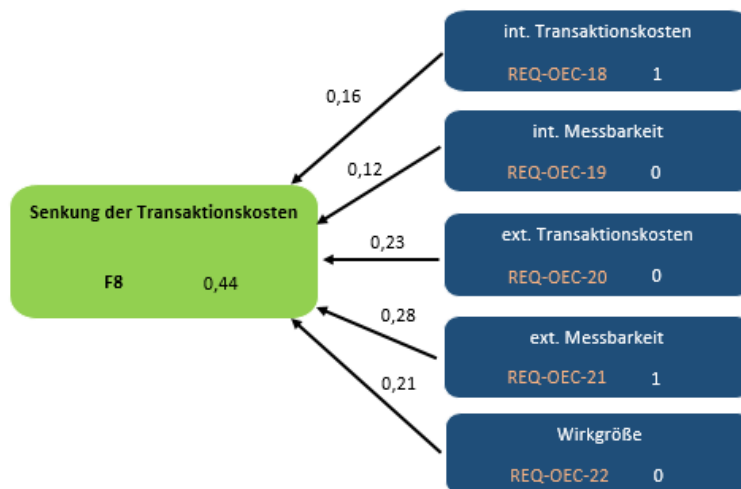 int. Transaktionskosten
REQ-OEC-18 1
0,16
int. Messbarkeit
REQ-OEC-19 0
0,12
Senkung der Transaktionskosten
F8 0,44
ext. Transaktionskosten
REQ-OEC-20 0
0,23
ext. Messbarkeit
REQ-OEC-21 1
0,28
Wirkgröße
REQ-OEC-22 0
0,21